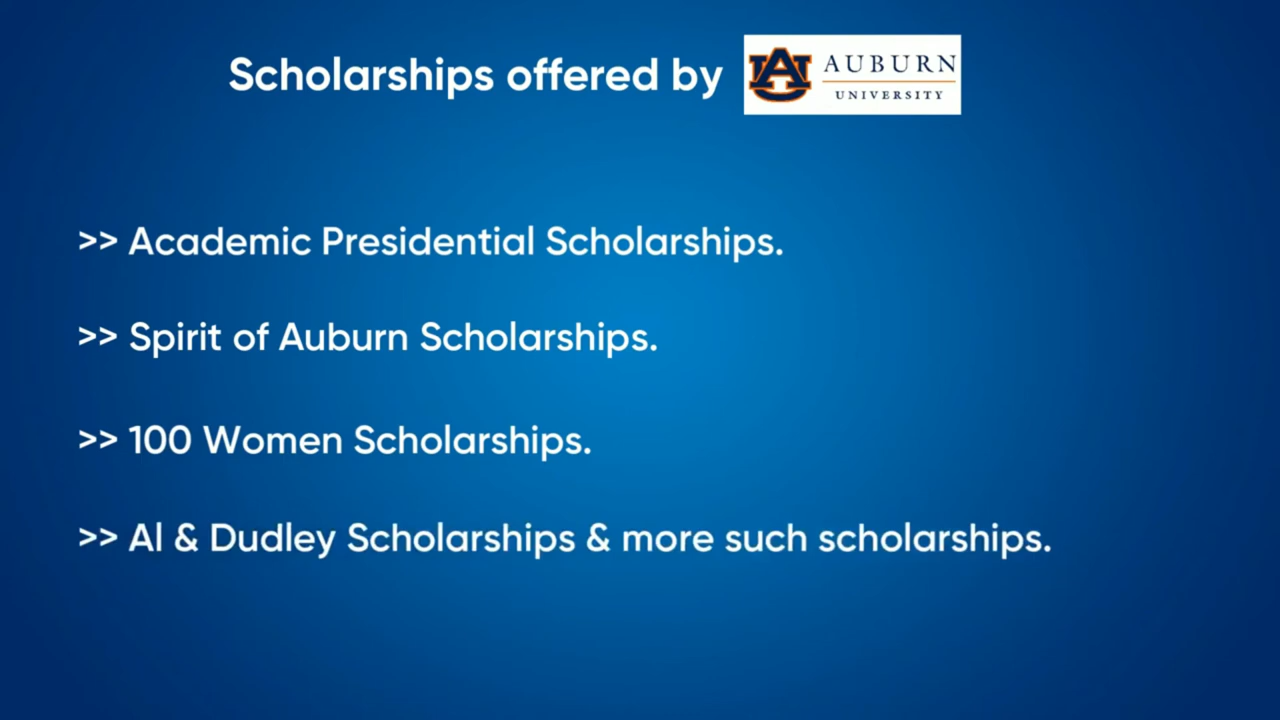 Scholarships offered by
AUBURN
UNIVERSITY
>> Academic Presidential Scholarships.
>> Spirit of Auburn Scholarships.
>> 100 Women Scholarships.
>> Al & Dudley Scholarships & more such scholarships.